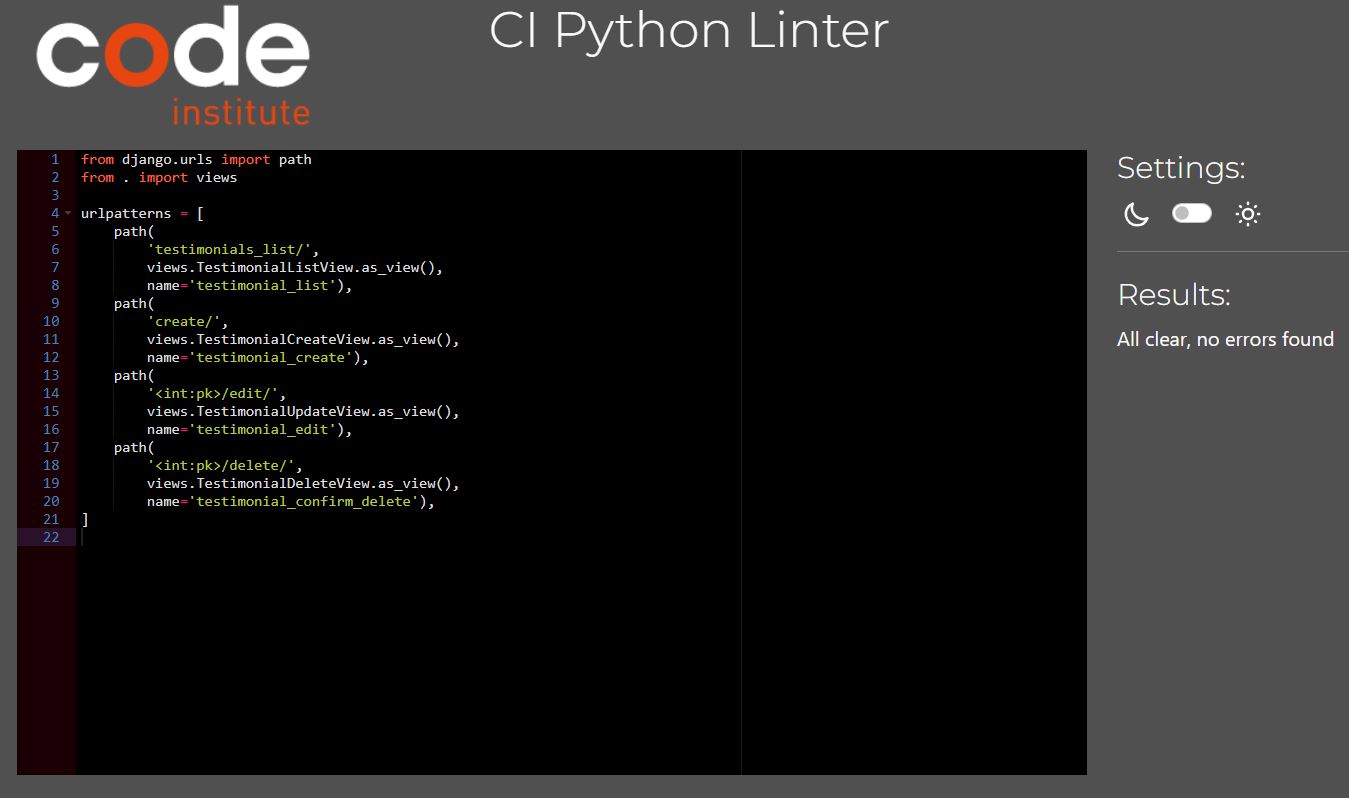 code
institute
CI Python Linter
1 from django.urls import path
2 from . import views
3
4 urlpatterns = [
5     path(
6         'testimonials_list/',
7         views.TestimonialListView.as_view(),
8         name='testimonial_list'),
9     path(
10         'create/',
11         views.TestimonialCreateView.as_view(),
12         name='testimonial_create'),
13     path(
14         '<int:pk>/edit/',
15         views.TestimonialUpdateView.as_view(),
16         name='testimonial_edit'),
17     path(
18         '<int:pk>/delete/',
19         views.TestimonialDeleteView.as_view(),
20         name='testimonial_confirm_delete'),
21 ]
22
Settings:
Results:
All clear, no errors found